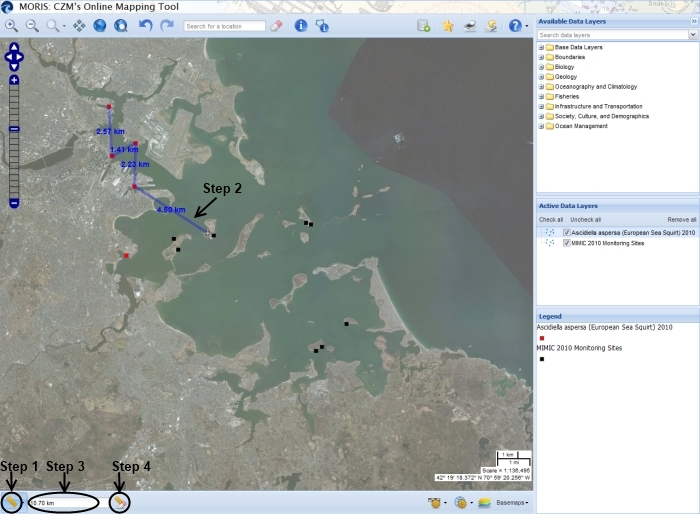 MORIS: CZM's Online Mapping Tool
Search for a location
Available Data Layers
Search data layers
Base Data Layers
Boundaries
Biology
Geology
Oceanography and Climatology
Fisheries
Infrastructure and Transportation
Society, Culture, and Demographics
Ocean Management
2.57 km
1.41 km
2.23 km
4.50 km
Step 2
Active Data Layers
Check all Uncheck all Remove all
Ascidiella aspersa (European Sea Squirt) 2010
MIMIC 2010 Monitoring Sites
Legend
Ascidiella aspersa (European Sea Squirt) 2010
MIMIC 2010 Monitoring Sites
1 km
1 mi
Scale = 1:136,495
42° 19' 18.372" N 70° 59' 20.256" W
Step 1 Step 3 Step 4
10.70 km
Basemaps